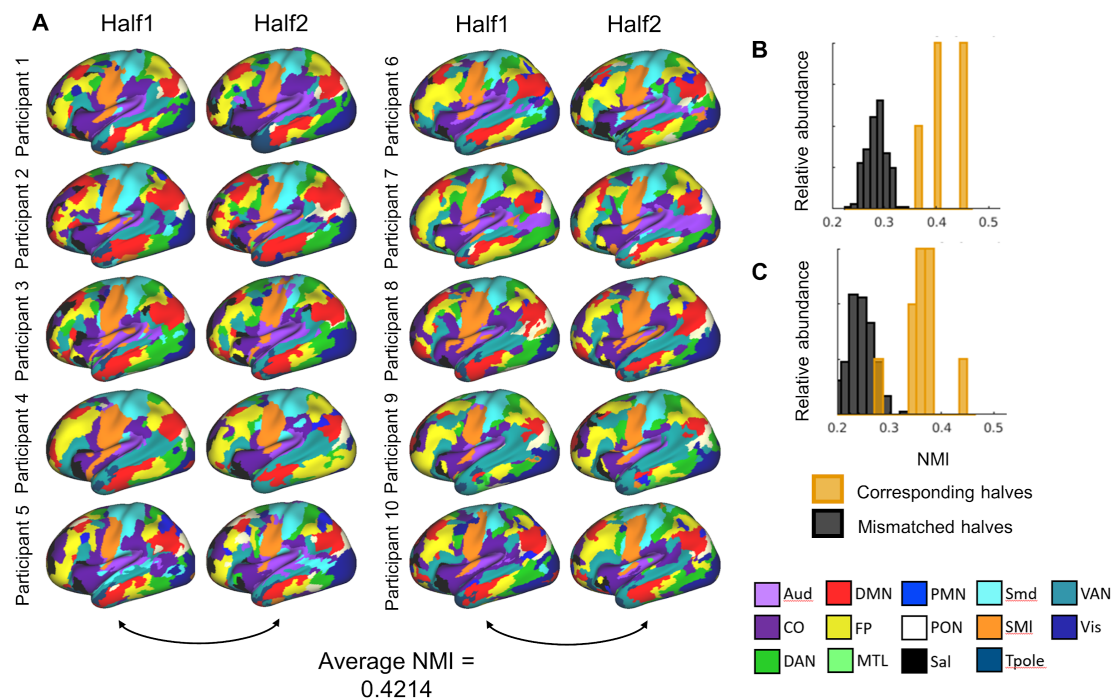 A
Half1 Half2 Half1 Half2
Participant 1
Participant 2
Participant 3
Participant 4
Participant 5
Participant 6
Participant 7
Participant 8
Participant 9
Participant 10
Average NMI =
0.4214
B
Relative abundance
0.2 0.3 0.4 0.5
C
Relative abundance
0.2 0.3 0.4 0.5
NMI
Corresponding halves
Mismatched halves
Aud DMN PMN Smd VAN
CO FP PON SMl Vis
DAN MTL Sal Tpole